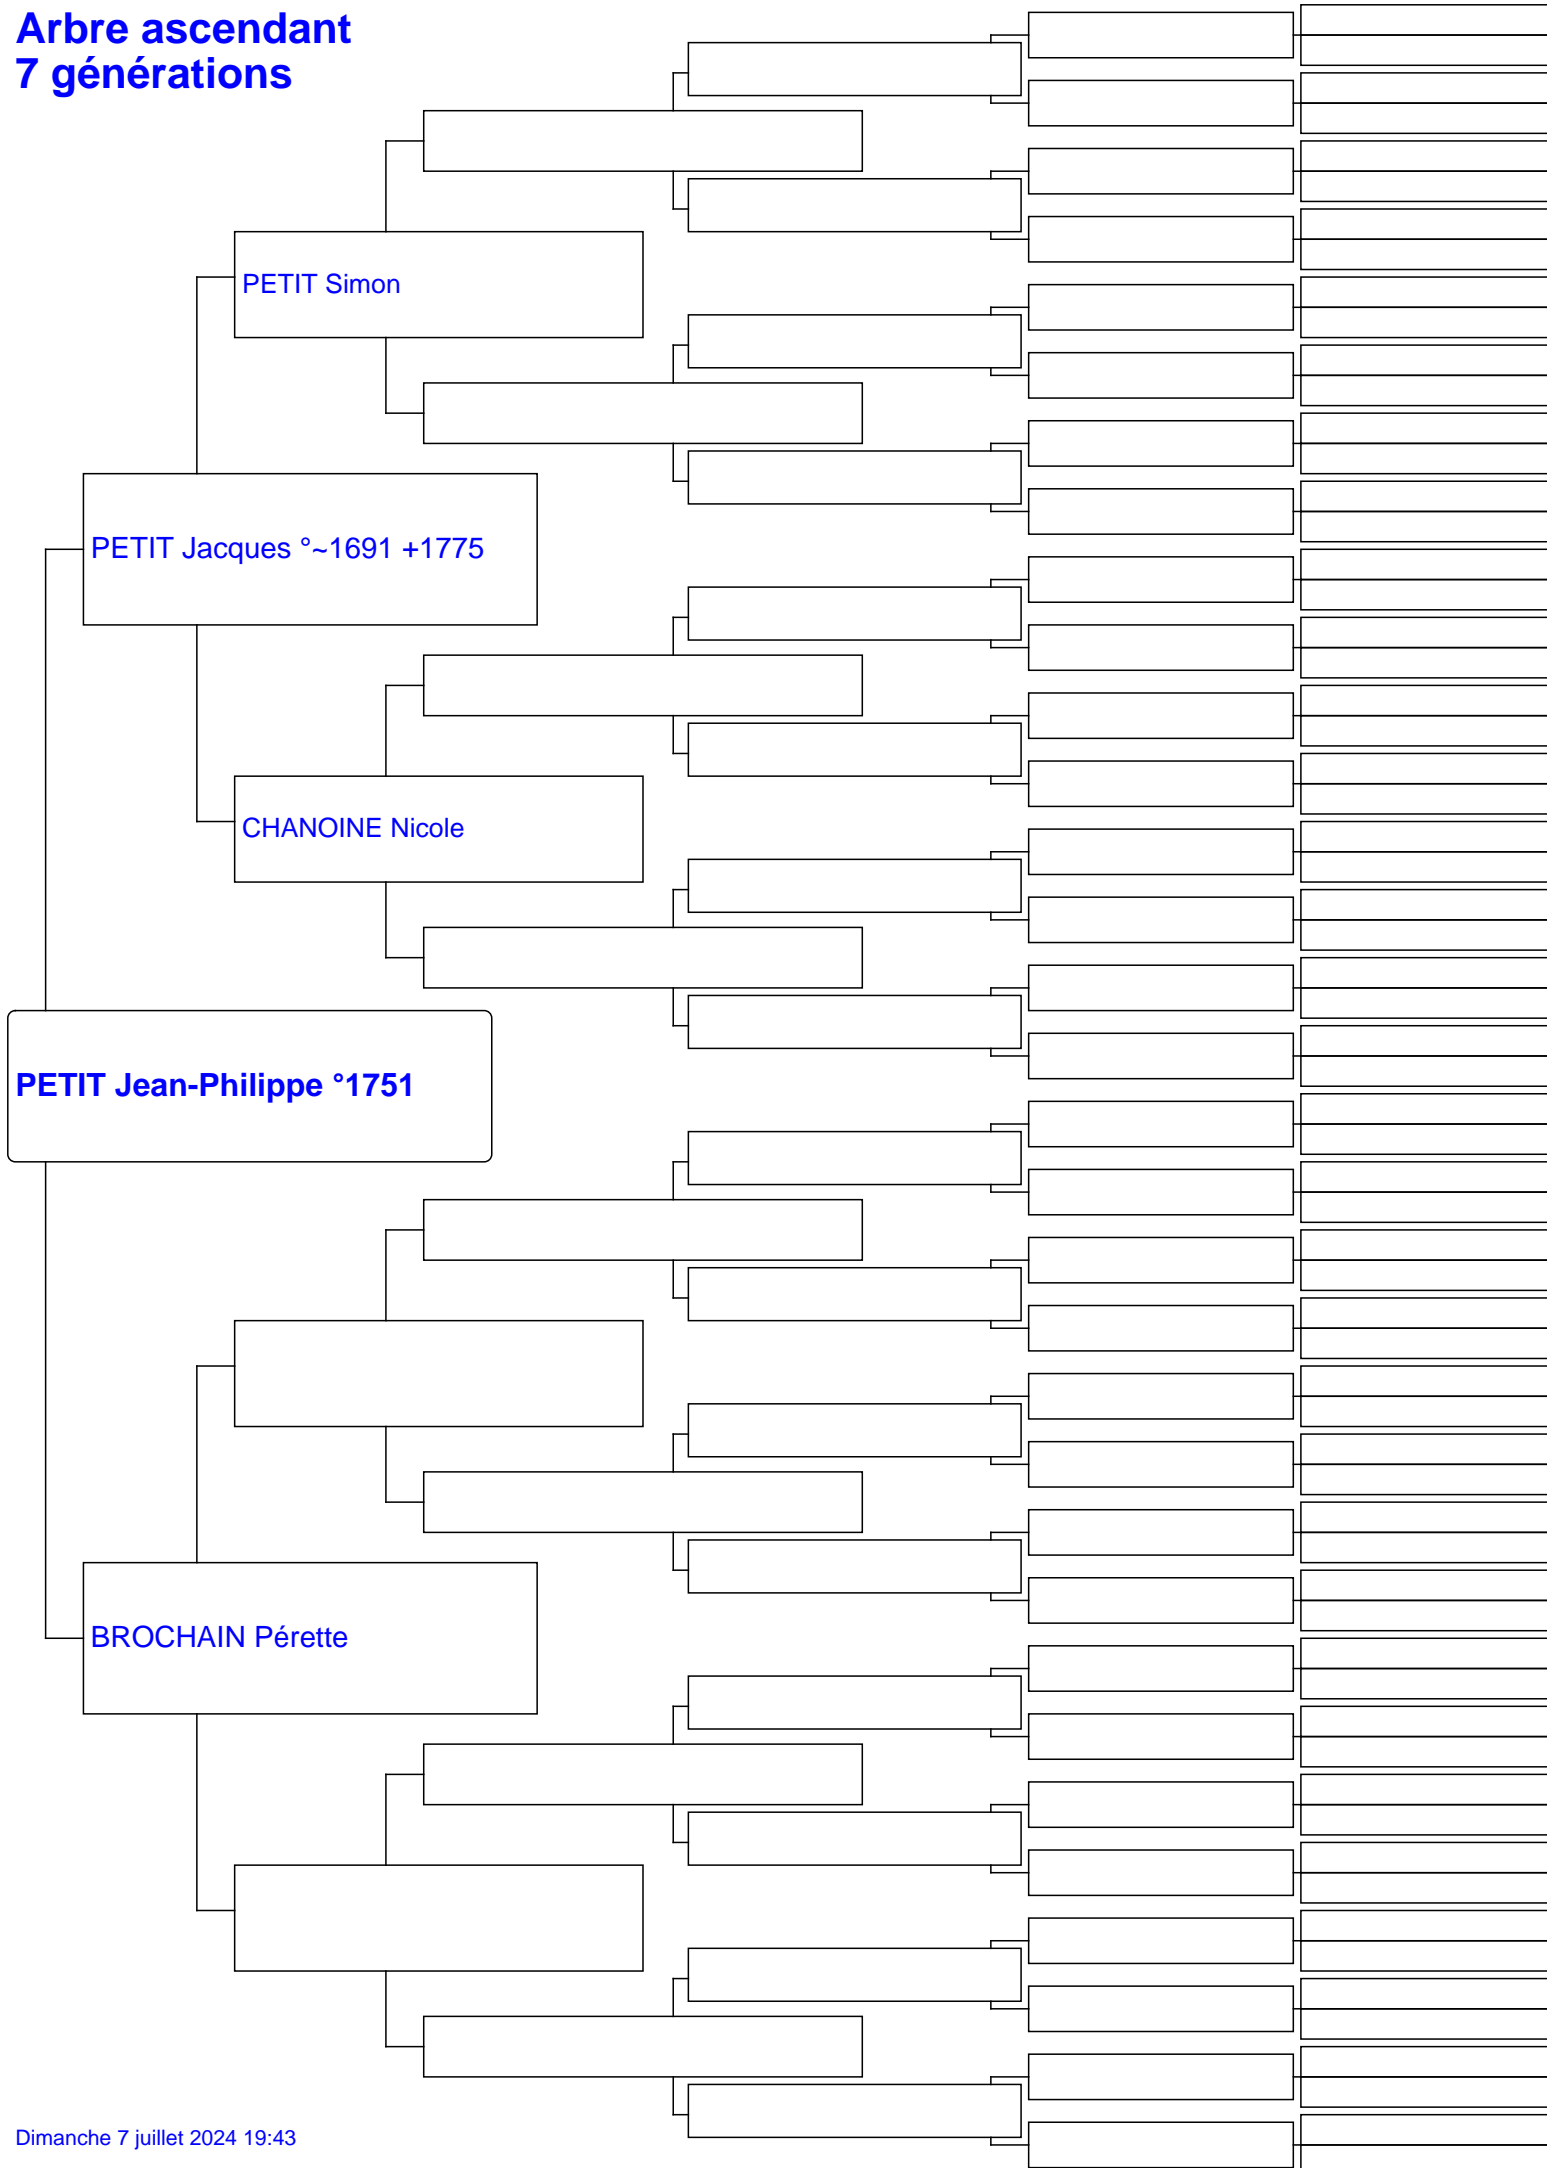 Arbre ascendant
7 générations
PETIT Simon
PETIT Jacques °~1691 +1775
CHANOINE Nicole
PETIT Jean-Philippe °1751
BROCHAIN Pérette
Dimanche 7 juillet 2024 19:43